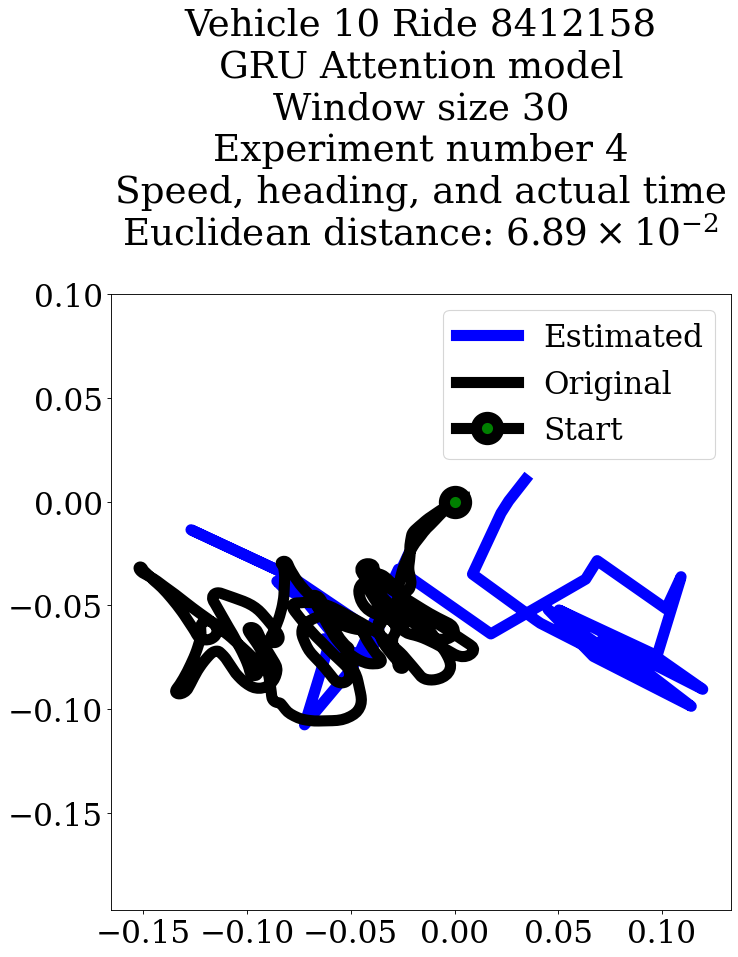 Vehicle 10 Ride 8412158
GRU Attention model
Window size 30
Experiment number 4
Speed, heading, and actual time
Euclidean distance: 6.89 × 10⁻²
0.10
0.05
0.00
−0.05
−0.10
−0.15
Estimated
Original
Start
−0.15 −0.10 −0.05 0.00 0.05 0.10